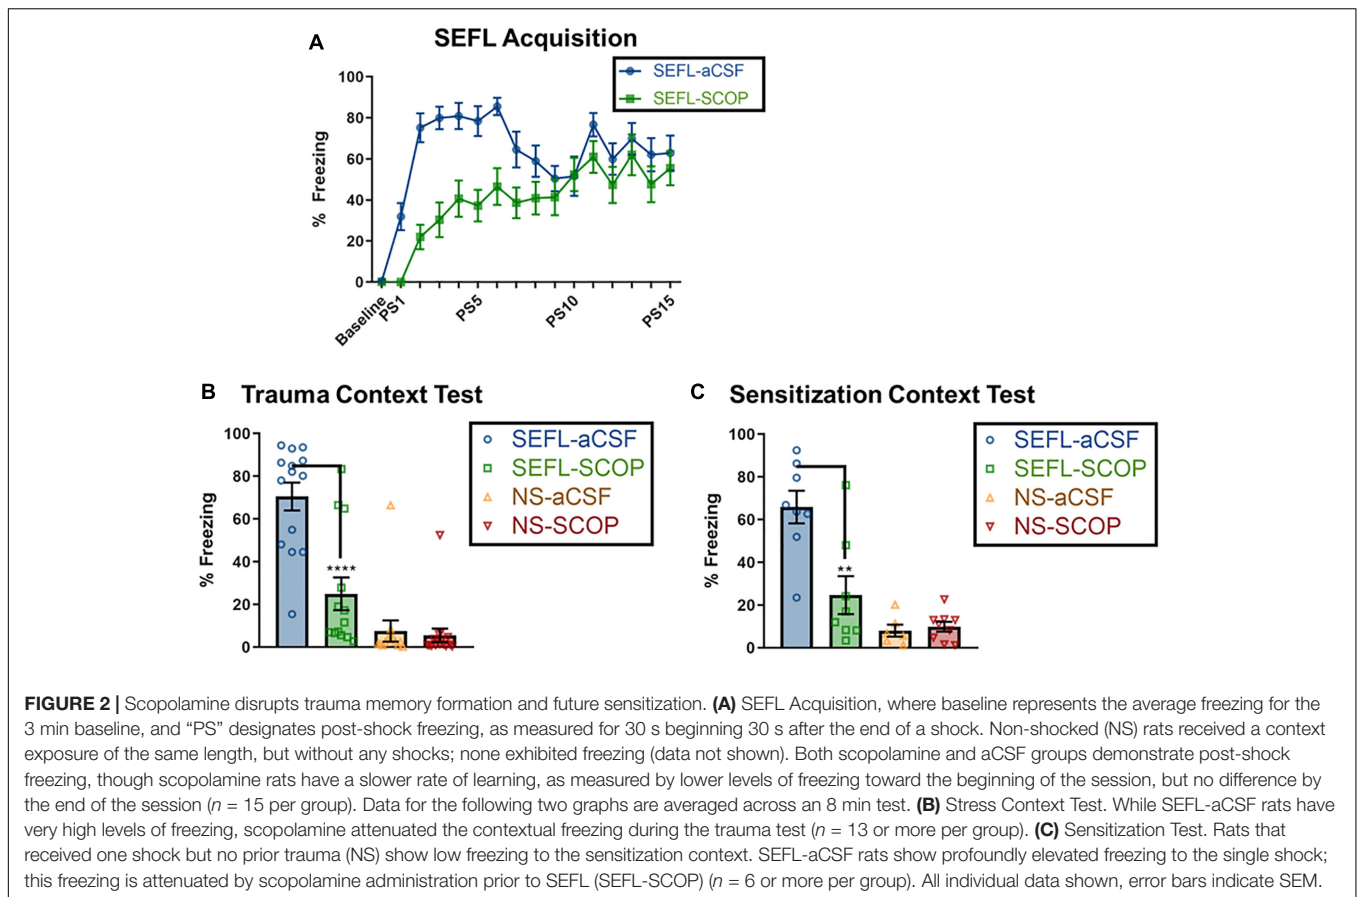 A
SEFL Acquisition
SEFL-aCSF
SEFL-SCOP
% Freezing
100
80
60
40
20
0
Baseline
PS1
PS5
PS10
PS15
B
Trauma Context Test
SEFL-aCSF
SEFL-SCOP
NS-aCSF
NS-SCOP
% Freezing
100
80
60
40
20
0
****
C
Sensitization Context Test
SEFL-aCSF
SEFL-SCOP
NS-aCSF
NS-SCOP
% Freezing
100
80
60
40
20
0
**
FIGURE 2 | Scopolamine disrupts trauma memory formation and future sensitization. (A) SEFL Acquisition, where baseline represents the average freezing for the
3 min baseline, and “PS” designates post-shock freezing, as measured for 30 s beginning 30 s after the end of a shock. Non-shocked (NS) rats received a context
exposure of the same length, but without any shocks; none exhibited freezing (data not shown). Both scopolamine and aCSF groups demonstrate post-shock
freezing, though scopolamine rats have a slower rate of learning, as measured by lower levels of freezing toward the beginning of the session, but no difference by
the end of the session (n = 15 per group). Data for the following two graphs are averaged across an 8 min test. (B) Stress Context Test. While SEFL-aCSF rats have
very high levels of freezing, scopolamine attenuated the contextual freezing during the trauma test (n = 13 or more per group). (C) Sensitization Test. Rats that
received one shock but no prior trauma (NS) show low freezing to the sensitization context. SEFL-aCSF rats show profoundly elevated freezing to the single shock;
this freezing is attenuated by scopolamine administration prior to SEFL (SEFL-SCOP) (n = 6 or more per group). All individual data shown, error bars indicate SEM.